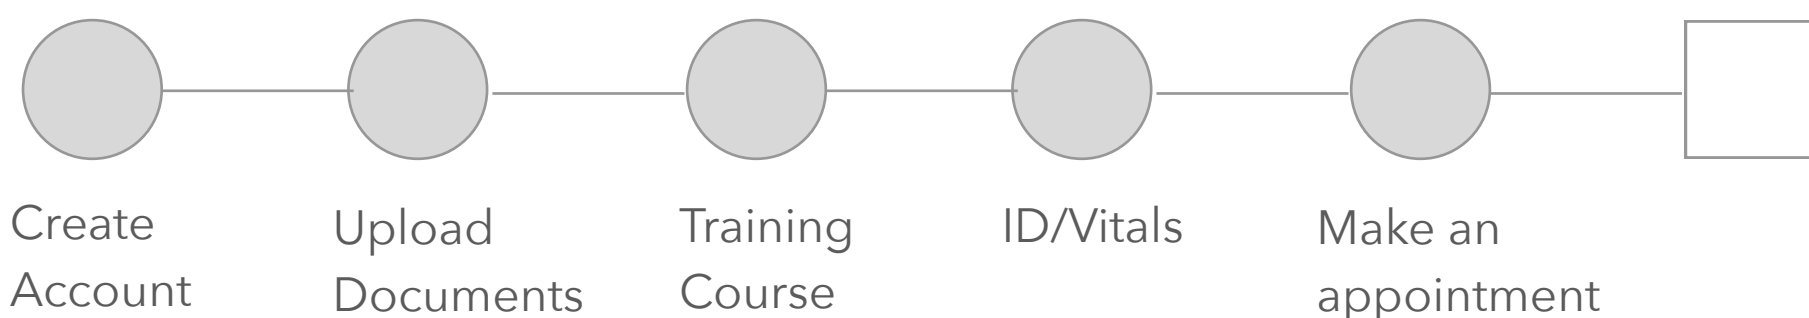 Create
Account
Upload
Documents
Training
Course
ID/Vitals
Make an
appointment